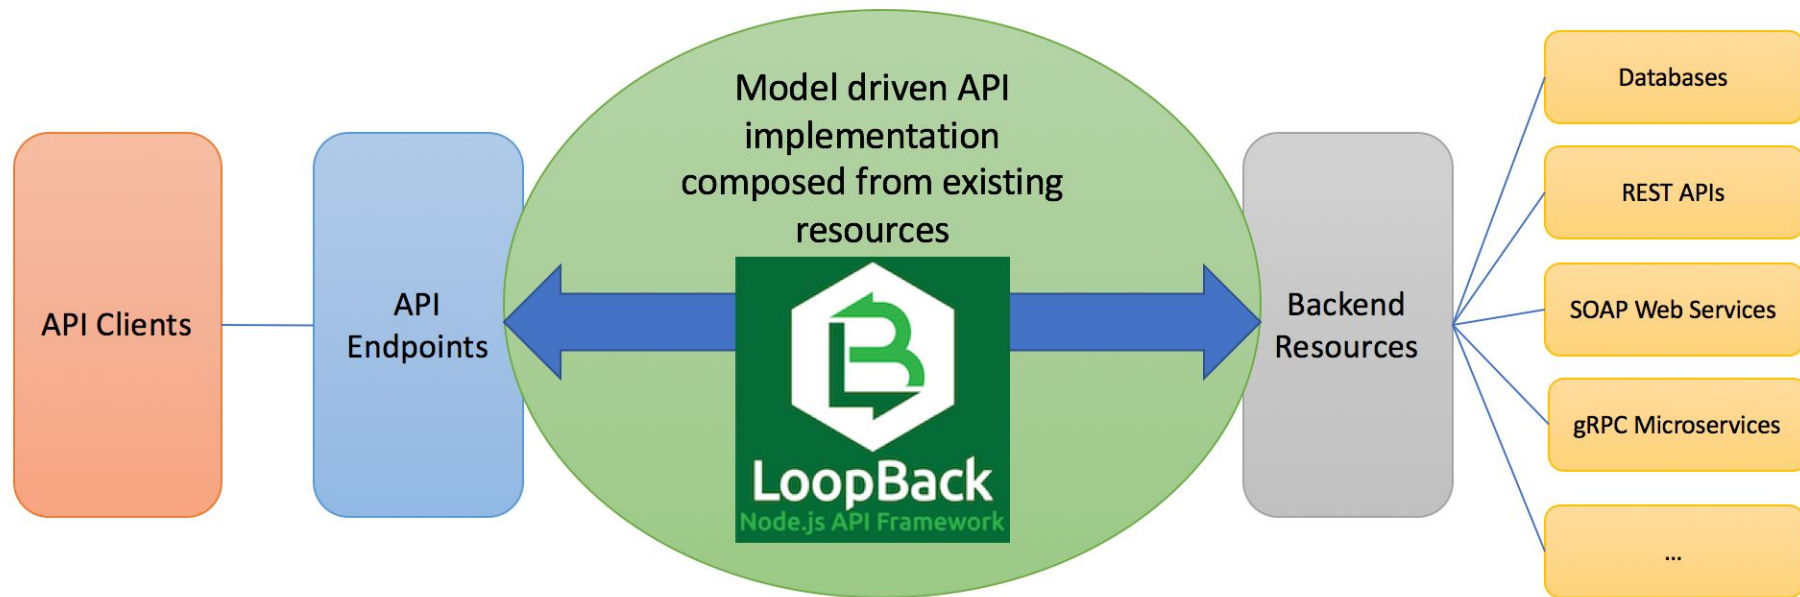 API Clients
API
Endpoints
Model driven API
implementation
composed from existing
resources
LoopBack
Node.js API Framework
Backend
Resources
Databases
REST APIs
SOAP Web Services
gRPC Microservices
...